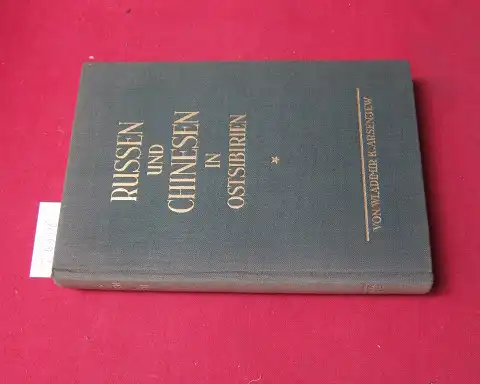 RUSSEN
UND
CHINESEN
IN
OSTSIBIRIEN
VON WLADIMIR K. ARSENJEW